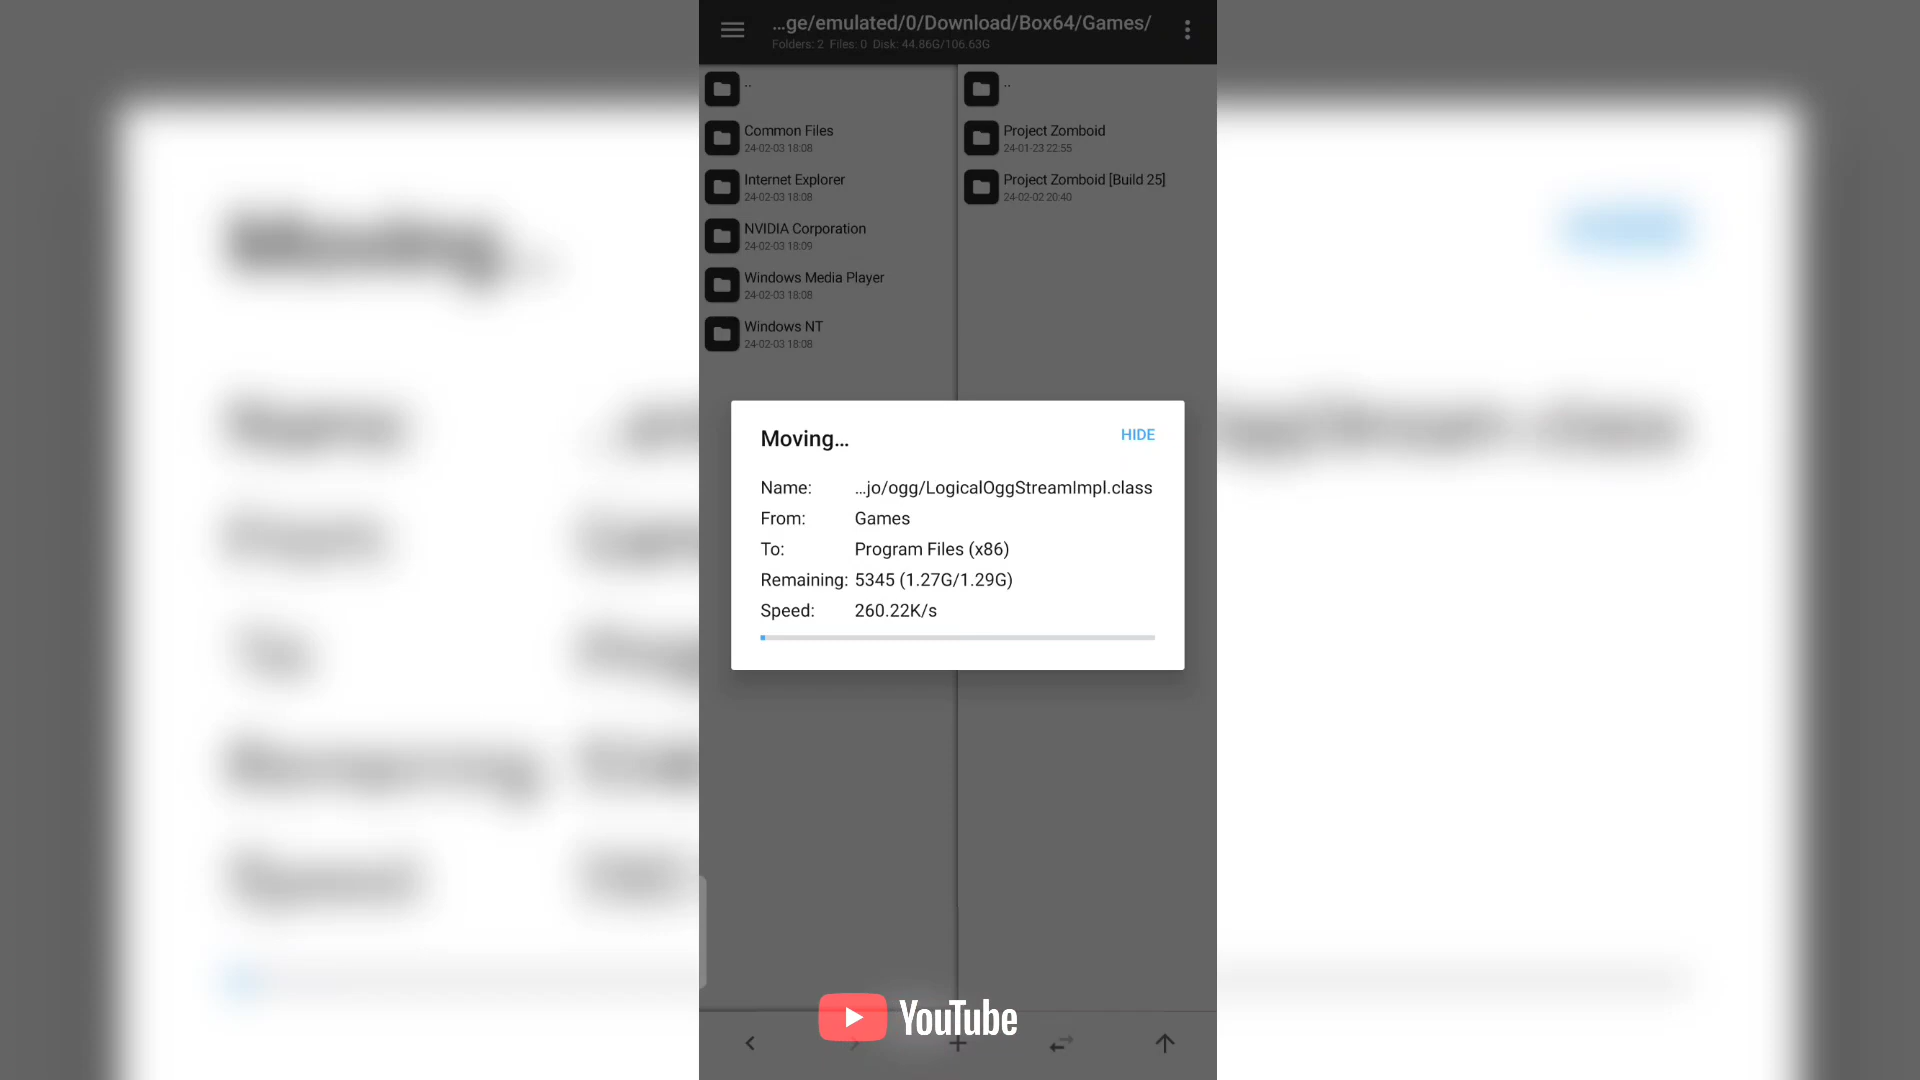 ...ge/emulated/0/Download/Box64/Games/
Folders: 2 Files: 0 Disk: 44.86G/106.63G
..
Common Files
24-02-03 18:08
Internet Explorer
24-02-03 18:08
NVIDIA Corporation
24-02-03 18:09
Windows Media Player
24-02-03 18:08
Windows NT
24-02-03 18:08
..
Project Zomboid
24-01-23 22:55
Project Zomboid [Build 25]
24-02-02 20:40
Moving...
HIDE
Name: ...jo/ogg/LogicalOggStreamImpl.class
From: Games
To: Program Files (x86)
Remaining: 5345 (1.27G/1.29G)
Speed: 260.22K/s
YouTube